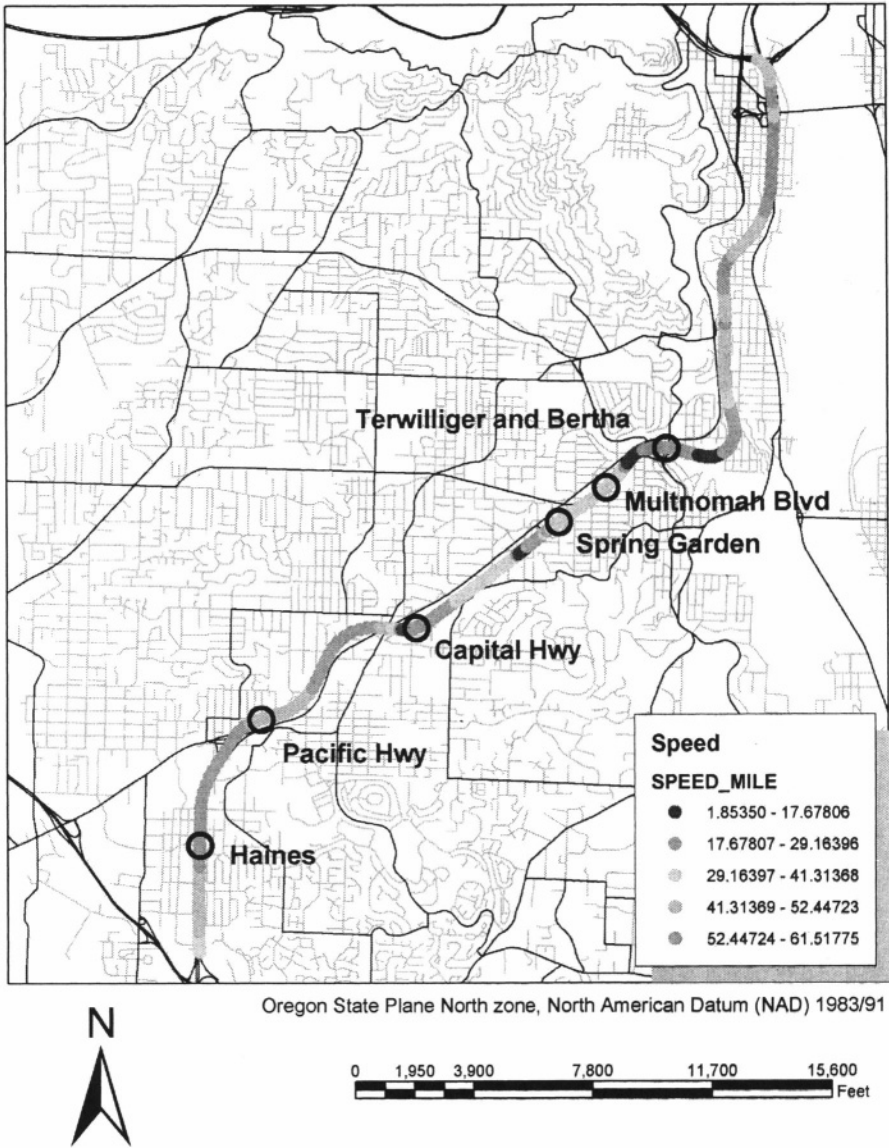 Terwilliger and Bertha
Multnomah Blvd
Spring Garden
Capital Hwy
Pacific Hwy
Haines
Speed
SPEED_MILE
1.85350 - 17.67806
17.67807 - 29.16396
29.16397 - 41.31368
41.31369 - 52.44723
52.44724 - 61.51775
Oregon State Plane North zone, North American Datum (NAD) 1983/91
N
0 1,950 3,900 7,800 11,700 15,600
Feet